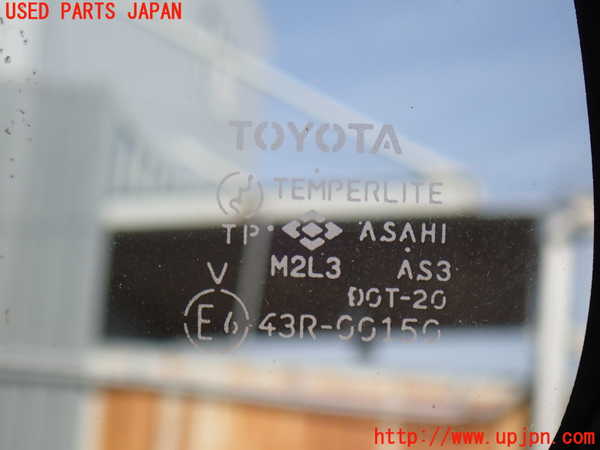 USED PARTS JAPAN
TOYOTA
TEMPERLITE
TP ASAHI
M2L3 AS3
V DOT-20
E6 43R-00150
http://www.upjpn.com